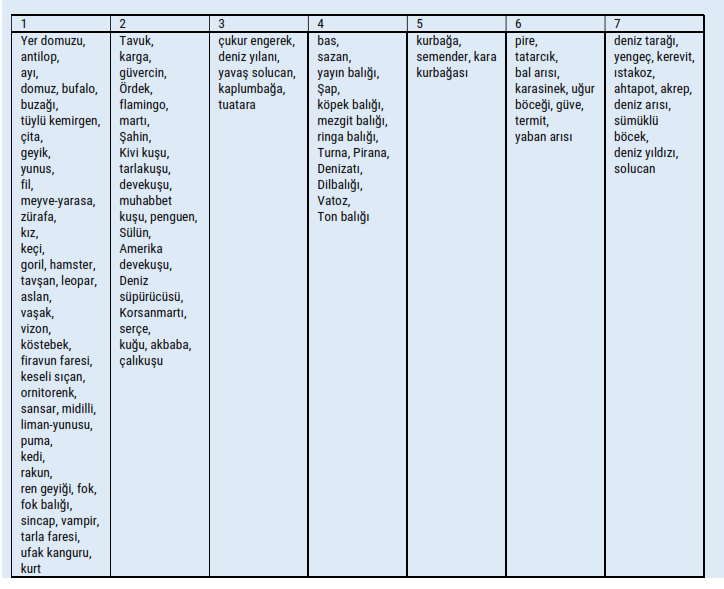 1
Yer domuzu,
antilop,
ayı,
domuz, bufalo,
buzağı,
tüylü kemirgen,
çita,
geyik,
yunus,
fil,
meyve-yarasa,
zürafa,
kız,
keçi,
goril, hamster,
tavşan, leopar,
aslan,
vaşak,
vizon,
köstebek,
firavun faresi,
keseli sıçan,
ornitorenk,
sansar, midilli,
liman-yunusu,
puma,
kedi,
rakun,
ren geyiği, fok,
fok balığı,
sincap, vampir,
tarla faresi,
ufak kanguru,
kurt
2
Tavuk,
karga,
güvercin,
Ördek,
flamingo,
martı,
Şahin,
Kivi kuşu,
tarlakuşu,
devekuşu,
muhabbet
kuşu, penguen,
Sülün,
Amerika
devekuşu,
Deniz
süpürücüsü,
Korsanmartı,
serçe,
kuğu, akbaba,
çalıkuşu
3
çukur engerek,
deniz yılanı,
yavaş solucan,
kaplumbağa,
tuatara
4
bas,
sazan,
yayın balığı,
Şap,
köpek balığı,
mezgit balığı,
ringa balığı,
Turna, Pirana,
Denizatı,
Dilbalığı,
Vatoz,
Ton balığı
5
kurbağa,
semender, kara
kurbağası
6
pire,
tatarcık,
bal arısı,
karasinek, uğur
böceği, güve,
termit,
yaban arısı
7
deniz tarağı,
yengeç, kerevit,
ıstakoz,
ahtapot, akrep,
deniz arısı,
sümüklü
böcek,
deniz yıldızı,
solucan